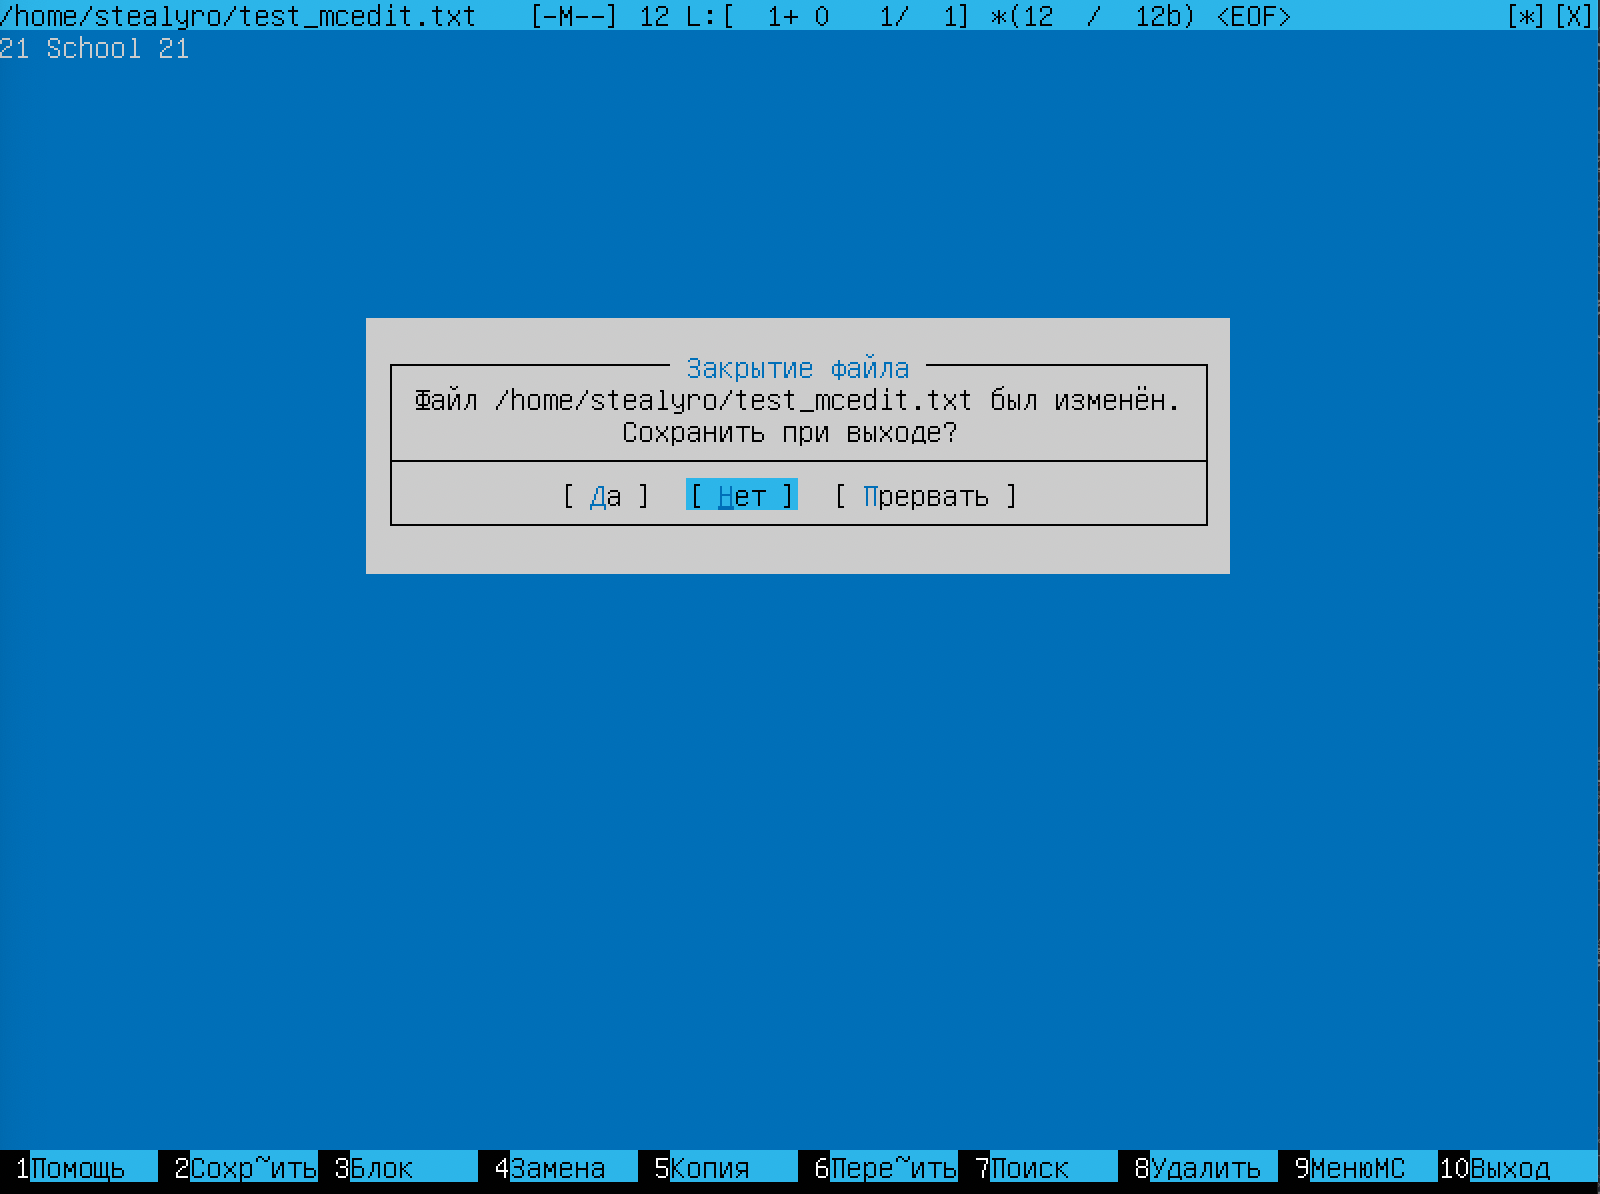 /home/stealyro/test_mcedit.txt [-M--] 12 L:[ 1+ 0 1/ 1] *(12 / 12b) <EOF> [*][X]
21 School 21
Закрытие файла
Файл /home/stealyro/test_mcedit.txt был изменён.
Сохранить при выходе?
[ Да ] [ Нет ] [ Прервать ]
1Помощь 2Сохр~ить 3Блок 4Замена 5Копия 6Пере~ить 7Поиск 8Удалить 9МенюMC 10Выход